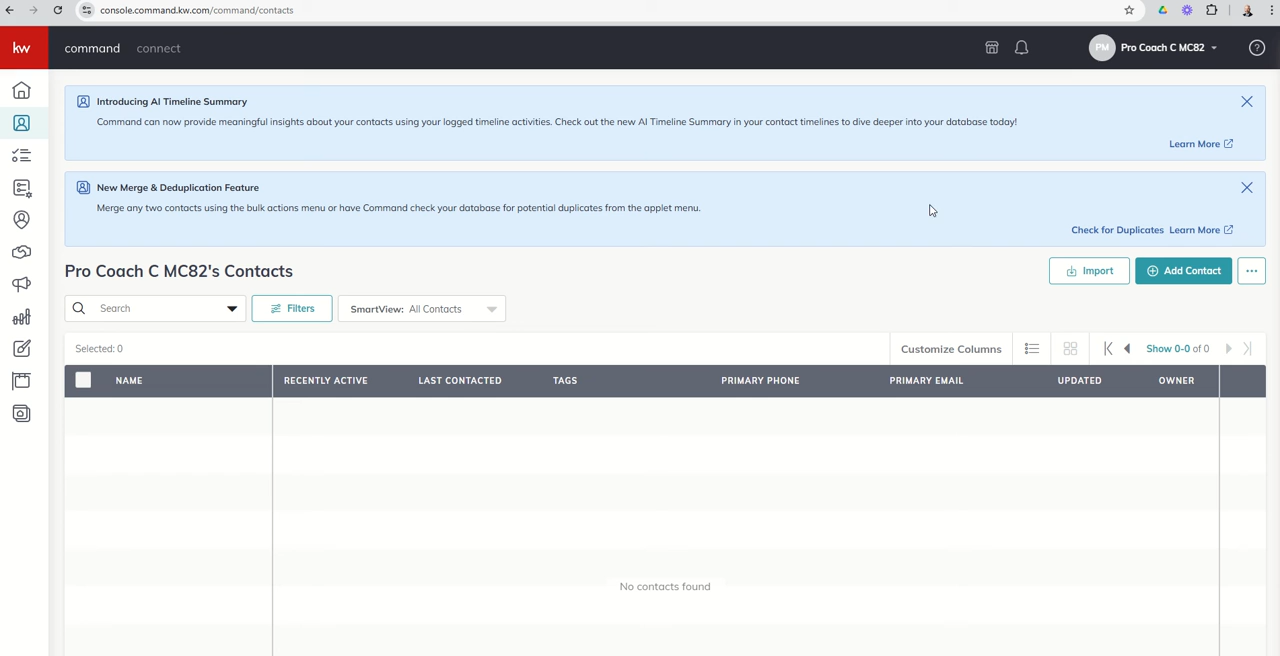 console.command.kw.com/command/contacts
kw command connect PM Pro Coach C MC82 ?
Introducing AI Timeline Summary
Command can now provide meaningful insights about your contacts using your logged timeline activities. Check out the new AI Timeline Summary in your contact timelines to dive deeper into your database today!
Learn More
New Merge & Deduplication Feature
Merge any two contacts using the bulk actions menu or have Command check your database for potential duplicates from the applet menu.
Check for Duplicates Learn More
Pro Coach C MC82's Contacts Import Add Contact ...
Search Filters SmartView: All Contacts
Selected: 0 Customize Columns Show 0-0 of 0
NAME RECENTLY ACTIVE LAST CONTACTED TAGS PRIMARY PHONE PRIMARY EMAIL UPDATED OWNER
No contacts found